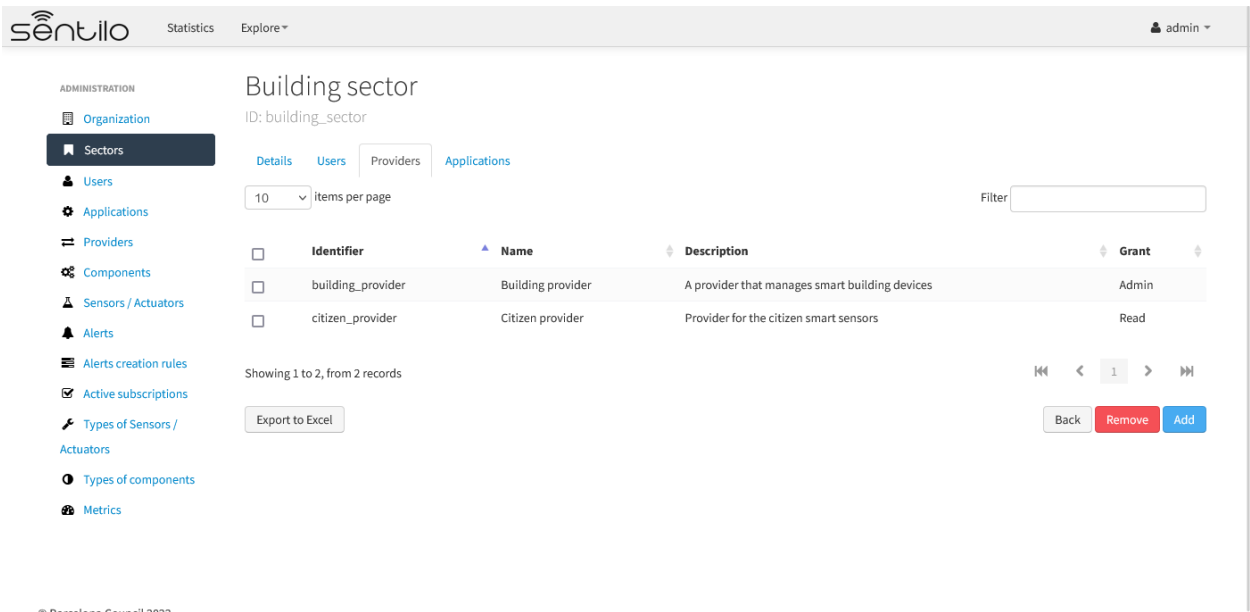 sentilo Statistics Explore admin
ADMINISTRATION
Organization
Sectors
Users
Applications
Providers
Components
Sensors / Actuators
Alerts
Alerts creation rules
Active subscriptions
Types of Sensors /
Actuators
Types of components
Metrics
Building sector
ID: building_sector
Details Users Providers Applications
10 items per page Filter
Identifier Name Description Grant
building_provider Building provider A provider that manages smart building devices Admin
citizen_provider Citizen provider Provider for the citizen smart sensors Read
Showing 1 to 2, from 2 records 1
Export to Excel Back Remove Add
© Barcelona Council 2022